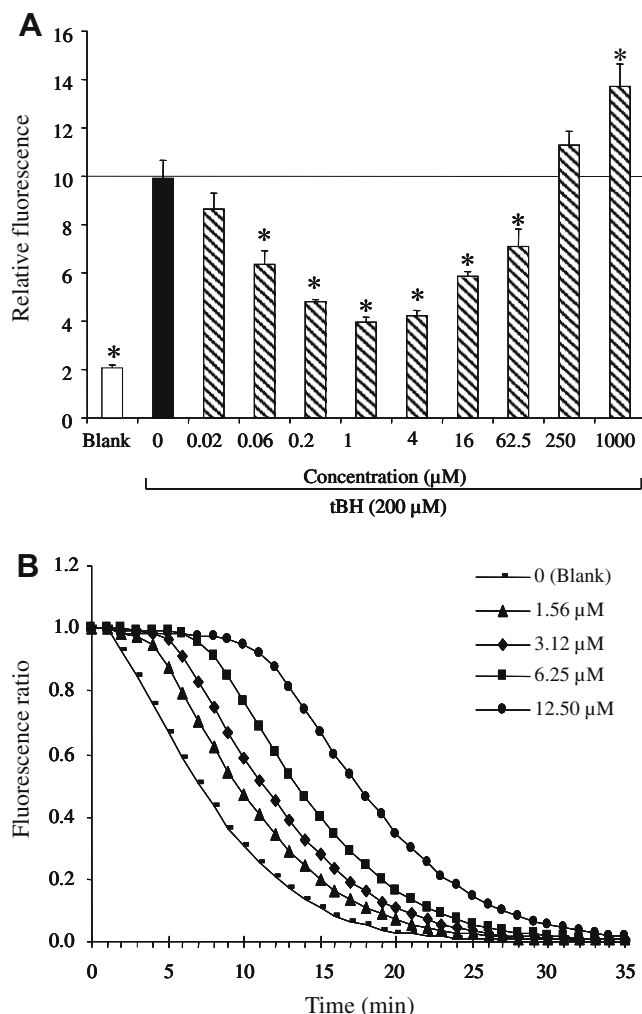 A
Relative fluorescence
16
14
12
10
8
6
4
2
0
*
*
*
*
*
*
*
*
Blank 0 0.02 0.06 0.2 1 4 16 62.5 250 1000
Concentration (μM)
tBH (200 μM)
B
Fluorescence ratio
1.2
1.0
0.8
0.6
0.4
0.2
0.0
0 (Blank)
1.56 μM
3.12 μM
6.25 μM
12.50 μM
0 5 10 15 20 25 30 35
Time (min)